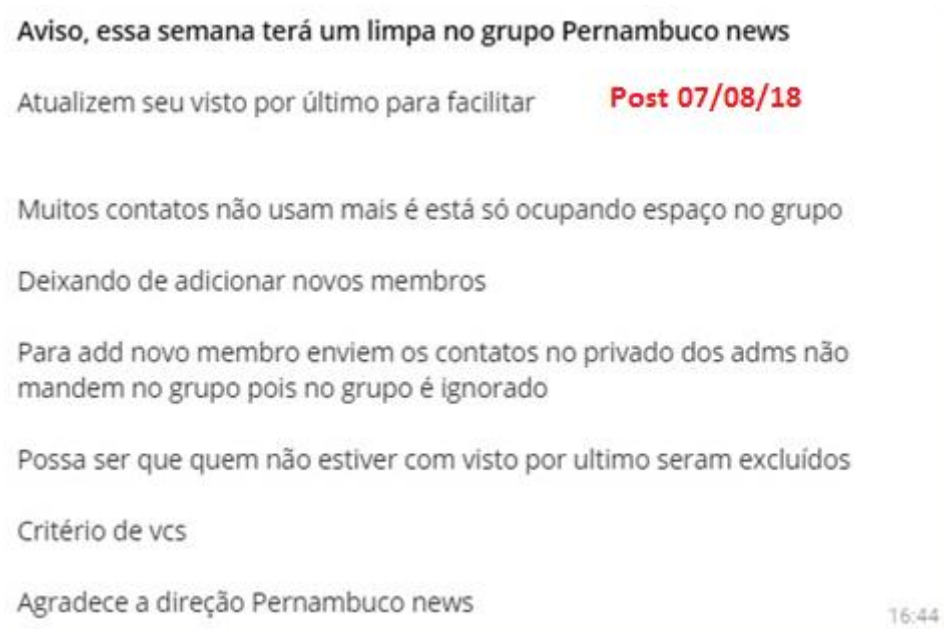 Aviso, essa semana terá um limpa no grupo Pernambuco news
Atualizem seu visto por último para facilitar
Post 07/08/18
Muitos contatos não usam mais é está só ocupando espaço no grupo
Deixando de adicionar novos membros
Para add novo membro enviem os contatos no privado dos adms não
mandem no grupo pois no grupo é ignorado
Possa ser que quem não estiver com visto por ultimo seram excluídos
Critério de vcs
Agradece a direção Pernambuco news
16:44